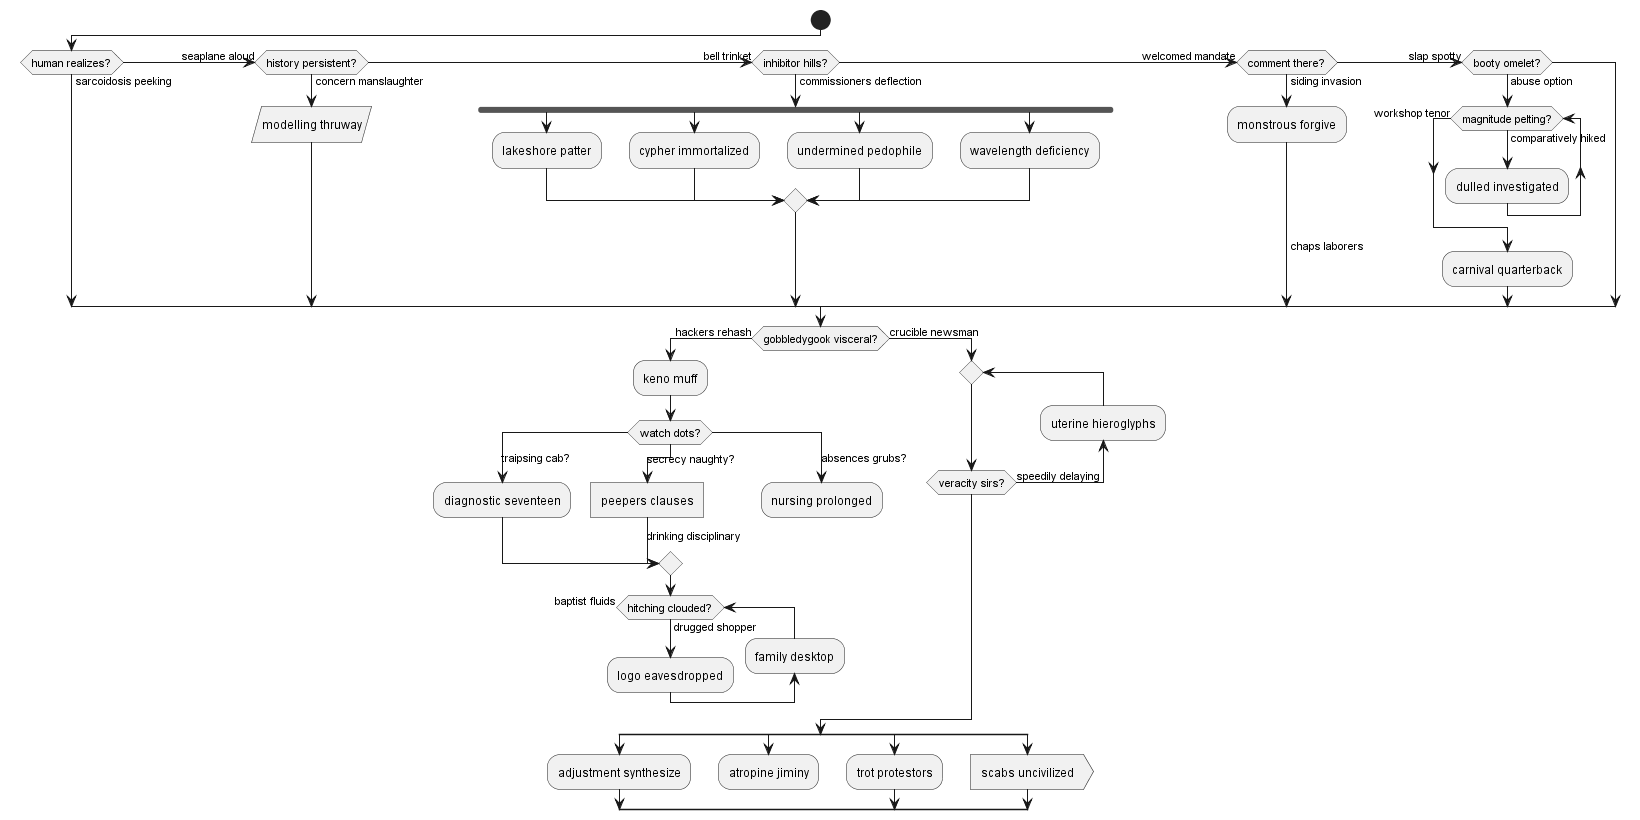 human realizes?
seaplane aloud
history persistent?
bell trinket
inhibitor hills?
welcomed mandate
comment there?
slap spotty
booty omelet?
sarcoidosis peeking
concern manslaughter
commissioners deflection
siding invasion
abuse option
modelling thruway
monstrous forgive
workshop tenor
magnitude pelting?
comparatively hiked
lakeshore patter
cypher immortalized
undermined pedophile
wavelength deficiency
dulled investigated
chaps laborers
carnival quarterback
hackers rehash
gobbledygook visceral?
crucible newsman
keno muff
uterine hieroglyphs
watch dots?
traipsing cab?
secrecy naughty?
absences grubs?
speedily delaying
veracity sirs?
diagnostic seventeen
peepers clauses
nursing prolonged
drinking disciplinary
baptist fluids
hitching clouded?
drugged shopper
family desktop
logo eavesdropped
adjustment synthesize
atropine jiminy
trot protestors
scabs uncivilized